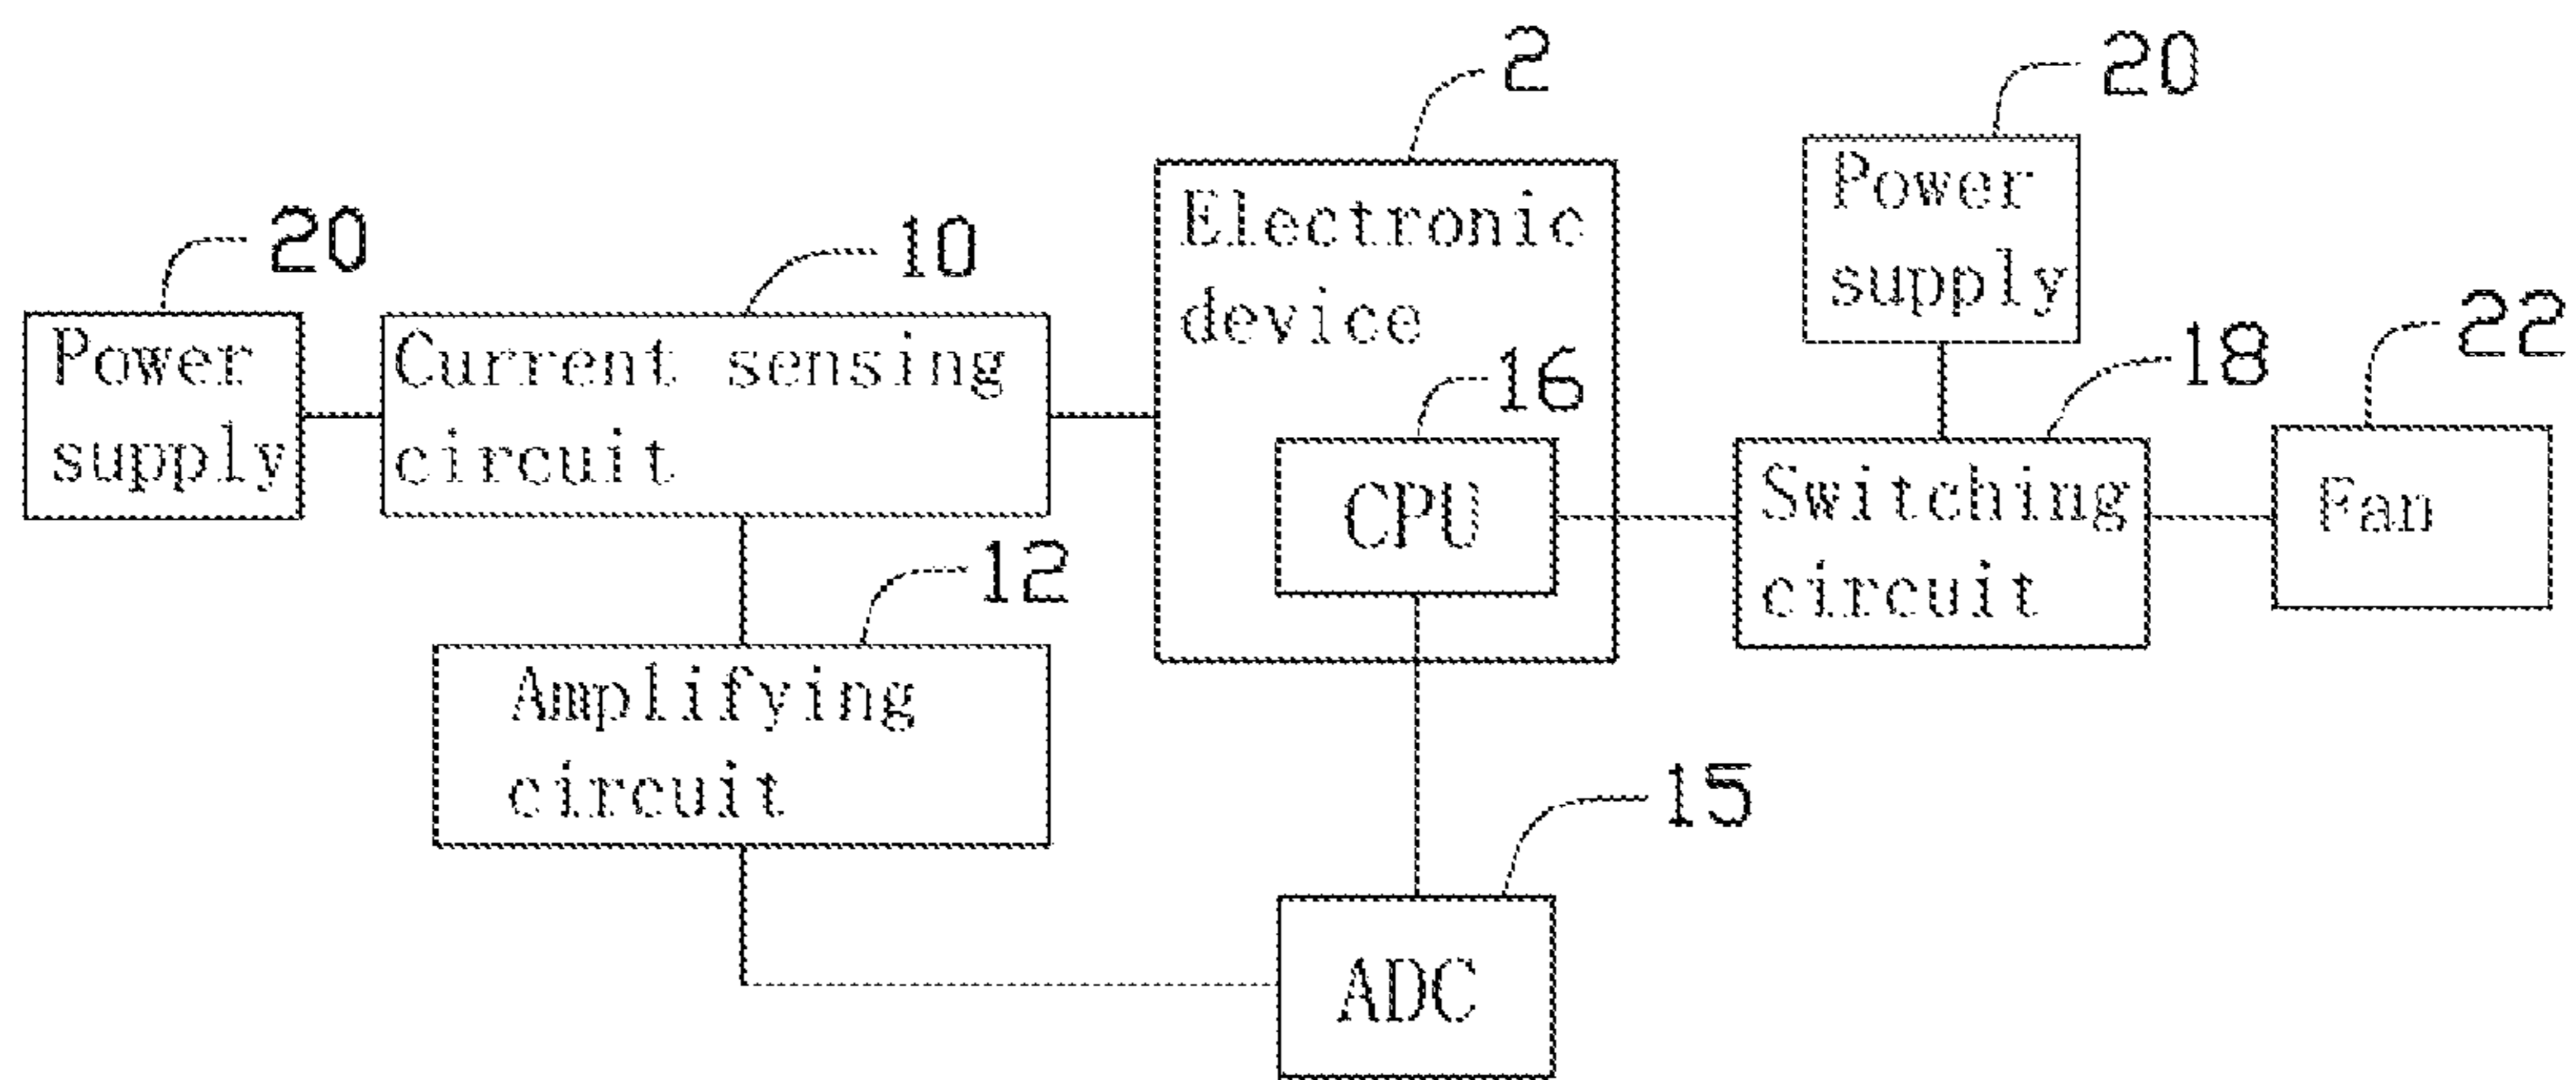 2
20
Power
supply
20
Power
supply
10
Current sensing
circuit
Electronic
device
16
CPU
18
Switching
circuit
22
Fan
12
Amplifying
circuit
15
ADC